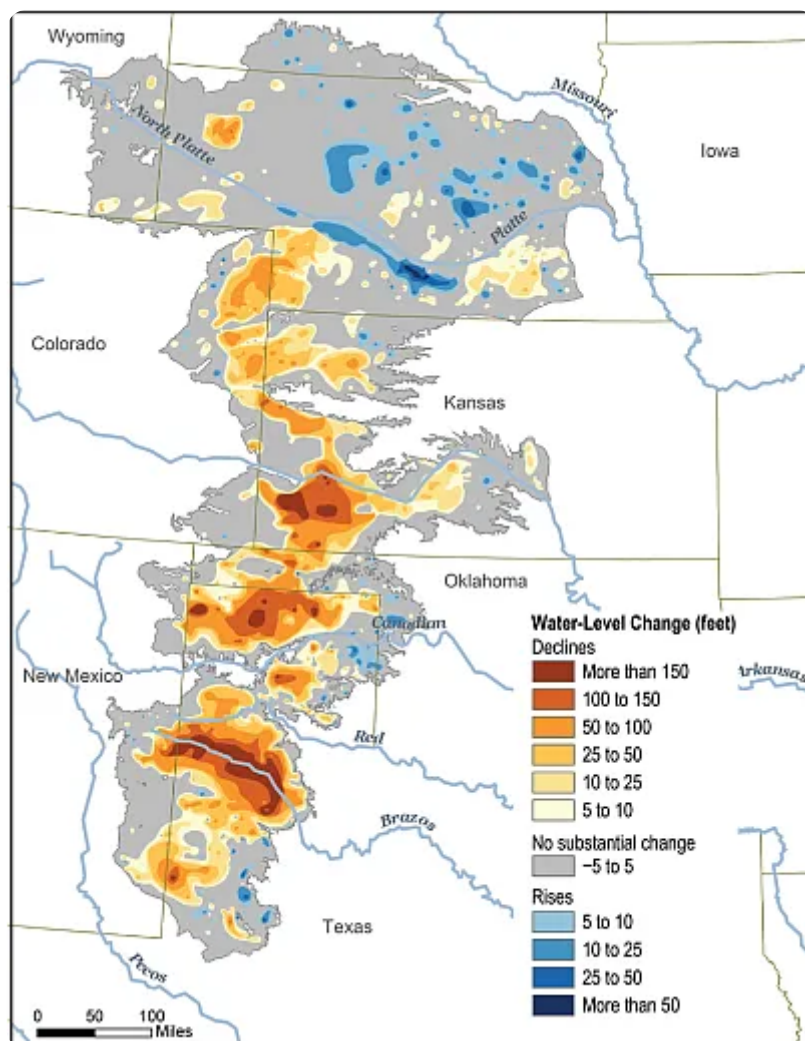 Wyoming
Missouri
North Platte
Iowa
Platte
Colorado
Kansas
Oklahoma
Canadian
New Mexico
Arkansas
Red
Brazos
Texas
Pecos
Water-Level Change (feet)
Declines
More than 150
100 to 150
50 to 100
25 to 50
10 to 25
5 to 10
No substantial change
−5 to 5
Rises
5 to 10
10 to 25
25 to 50
More than 50
0 50 100
Miles